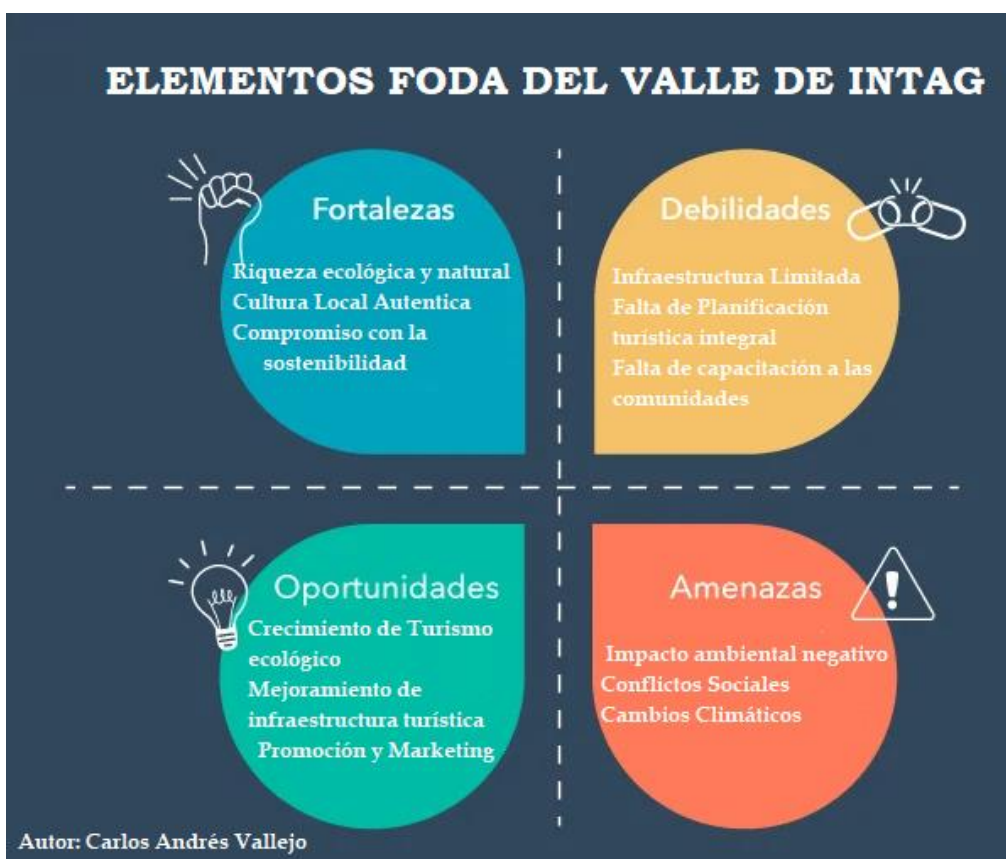 ELEMENTOS FODA DEL VALLE DE INTAG
Fortalezas
Riqueza ecológica y natural
Cultura Local Autentica
Compromiso con la
sostenibilidad
Debilidades
Infraestructura Limitada
Falta de Planificación
turística integral
Falta de capacitación a las
comunidades
Oportunidades
Crecimiento de Turismo
ecológico
Mejoramiento de
infraestructura turística
Promoción y Marketing
Amenazas
Impacto ambiental negativo
Conflictos Sociales
Cambios Climáticos
Autor: Carlos Andrés Vallejo